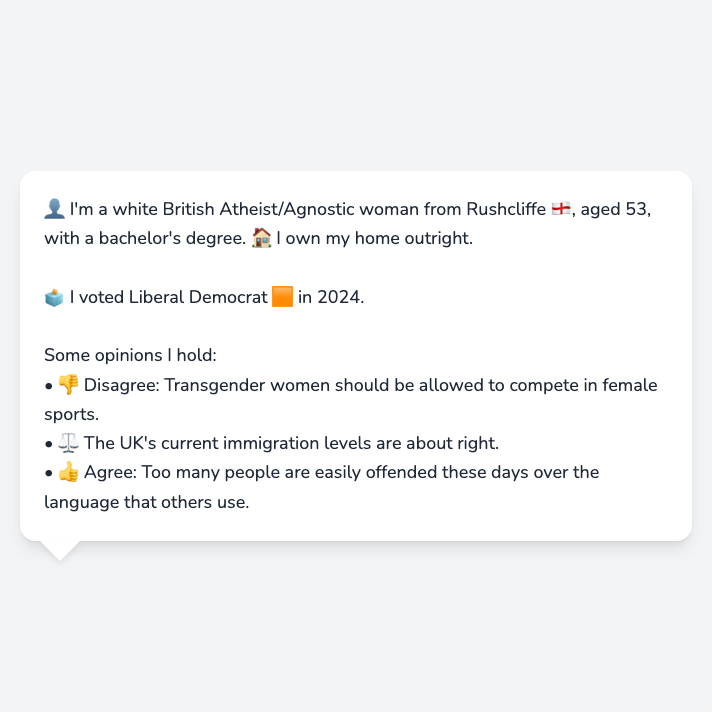 👤 I'm a white British Atheist/Agnostic woman from Rushcliffe 🏴󠁧󠁢󠁥󠁮󠁧󠁿, aged 53,
with a bachelor's degree. 🏠 I own my home outright.
🗳️ I voted Liberal Democrat 🟧 in 2024.
Some opinions I hold:
• 👎 Disagree: Transgender women should be allowed to compete in female
sports.
• ⚖️ The UK's current immigration levels are about right.
• 👍 Agree: Too many people are easily offended these days over the
language that others use.